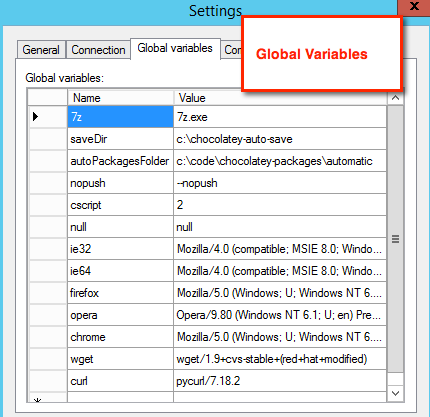 Settings
x
Global Variables
General Connection Global variables Co
Global variables:
Name Value
7z 7z.exe
saveDir c:\chocolatey-auto-save
autoPackagesFolder c:\code\chocolatey-packages\automatic
nopush --nopush
cscript 2
null null
ie32 Mozilla/4.0 (compatible; MSIE 8.0; Windo...
ie64 Mozilla/4.0 (compatible; MSIE 8.0; Windo...
firefox Mozilla/5.0 (Windows; U; Windows NT 6....
opera Opera/9.80 (Windows NT 6.1; U; en) Pre...
chrome Mozilla/5.0 (Windows; U; Windows NT 6....
wget wget/1.9+cvs-stable+(red+hat+modified)
curl pycurl/7.18.2